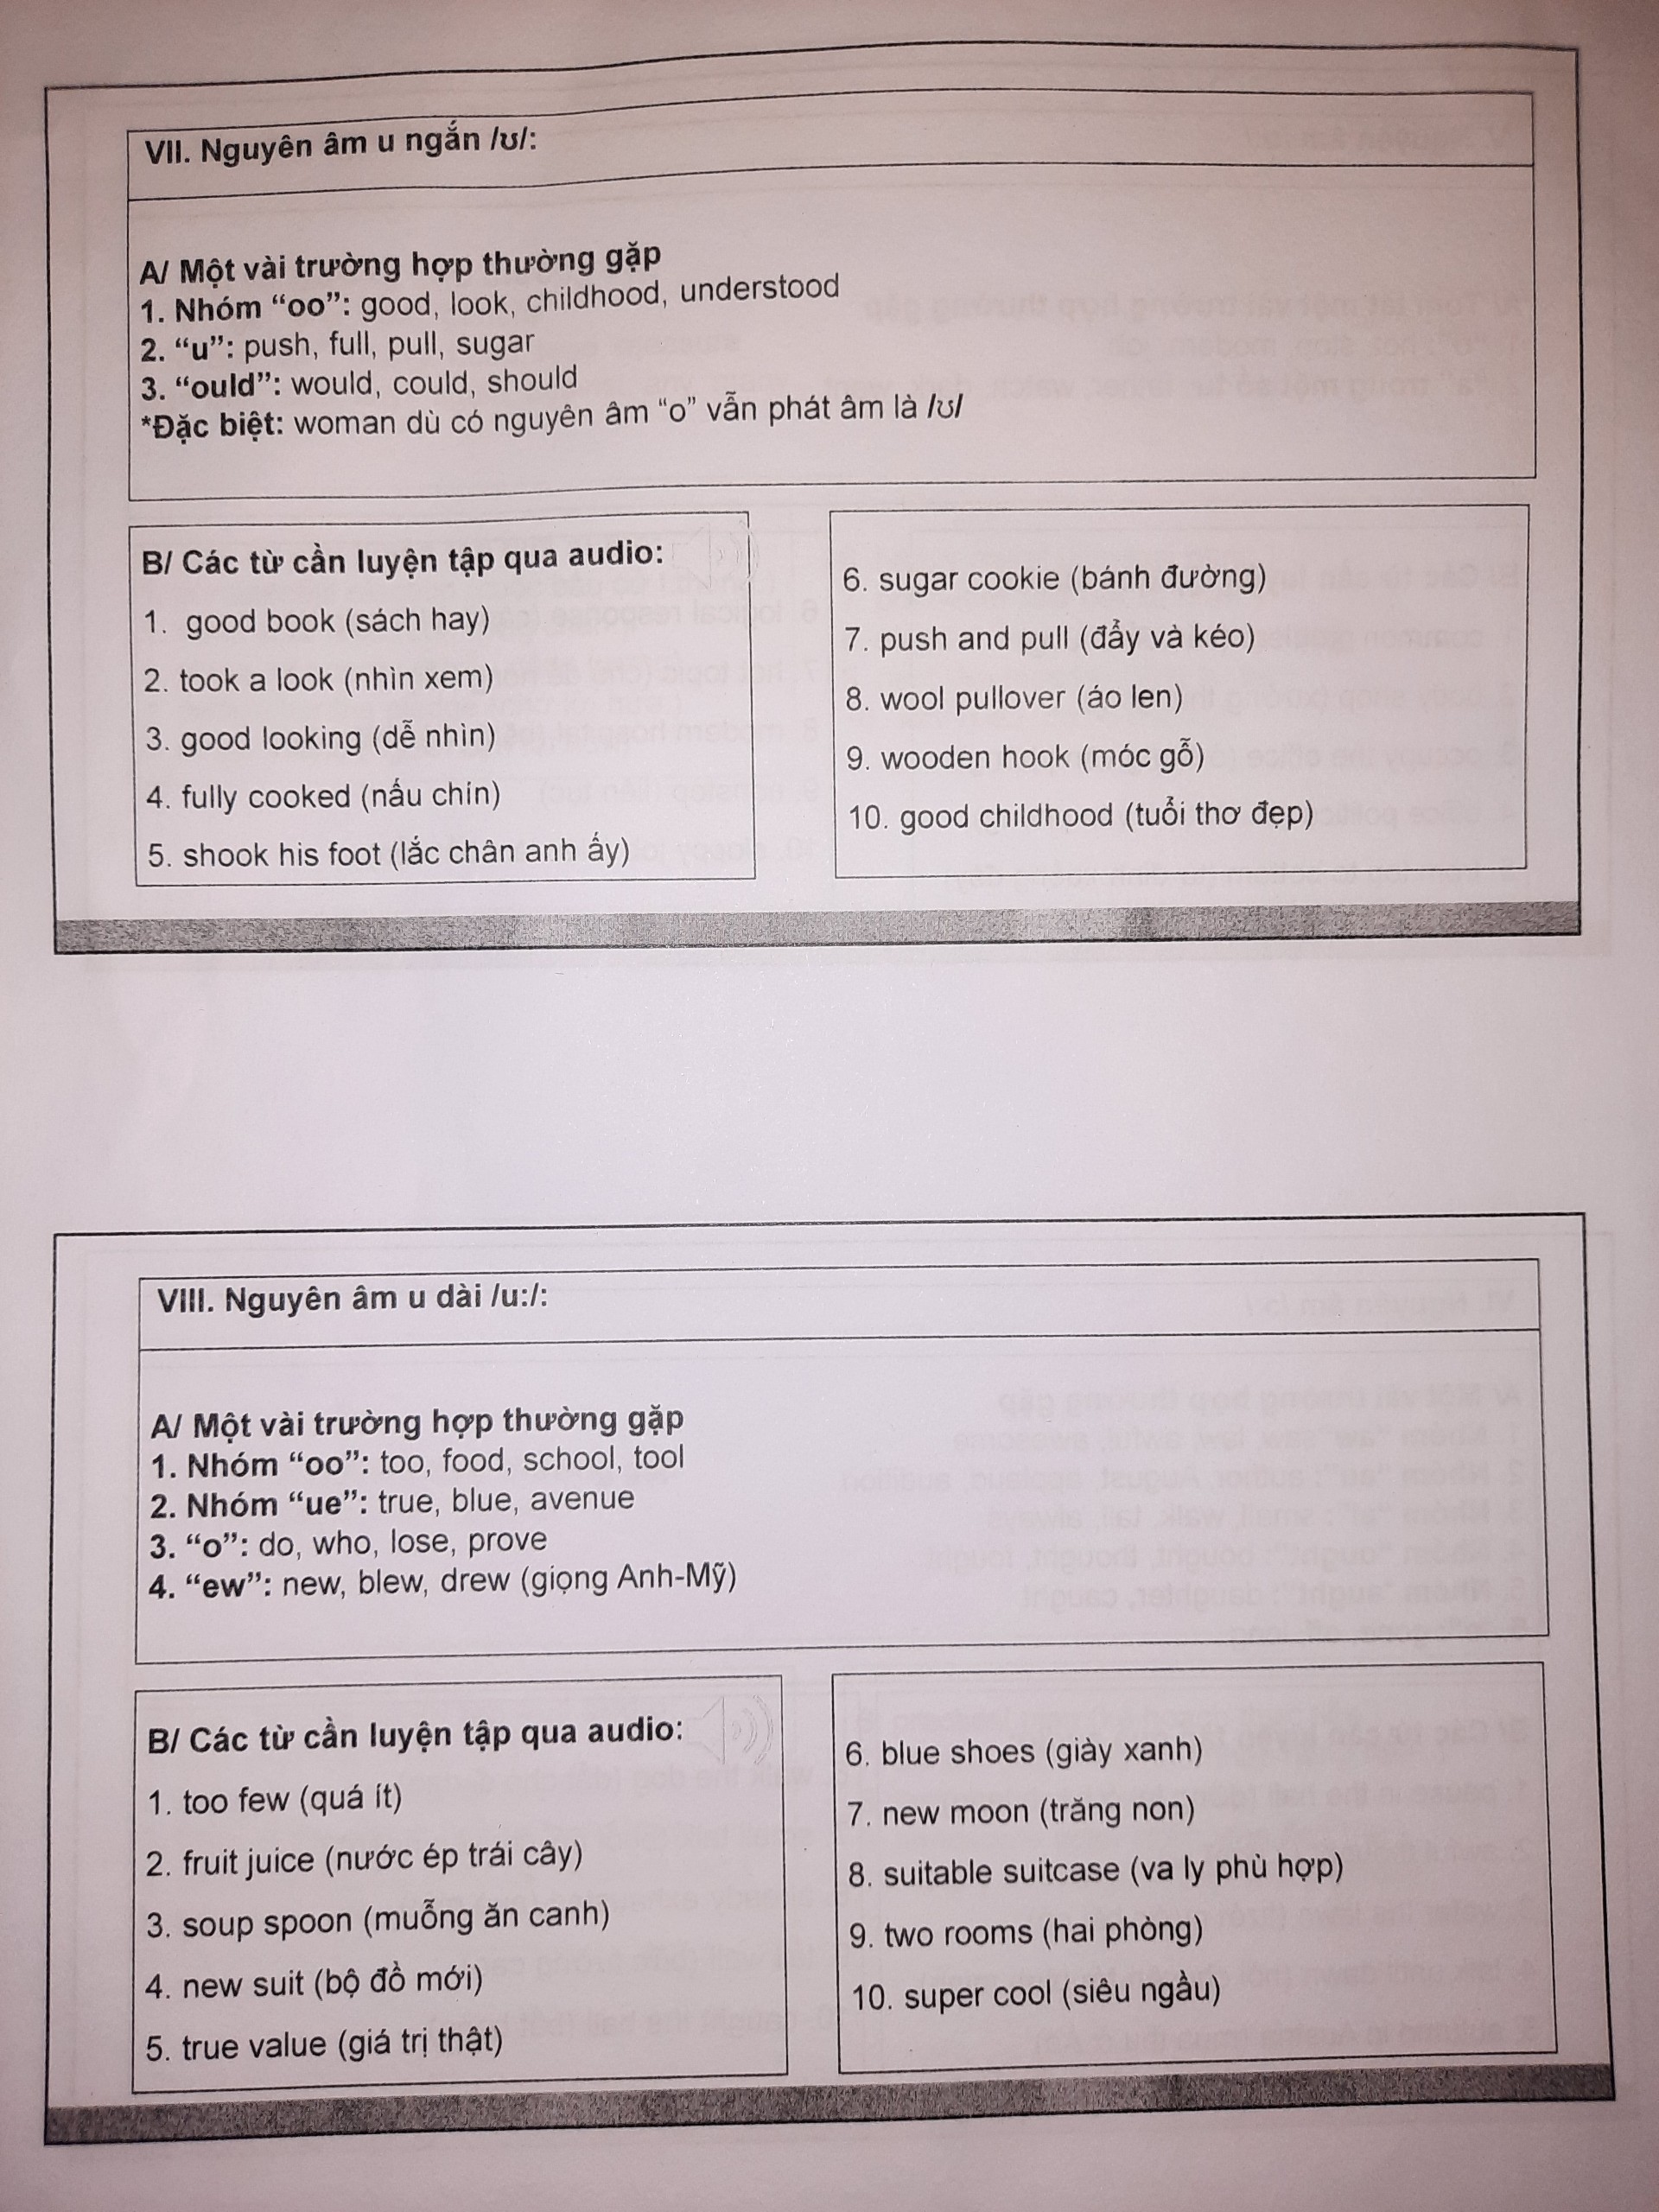 VII. Nguyên âm u ngắn /ʊ/:
A/ Một vài trường hợp thường gặp
1. Nhóm “oo”: good, look, childhood, understood
2. “u”: push, full, pull, sugar
3. “ould”: would, could, should
*Đặc biệt: woman dù có nguyên âm “o” vẫn phát âm là /ʊ/
B/ Các từ cần luyện tập qua audio:
1. good book (sách hay)
2. took a look (nhìn xem)
3. good looking (dễ nhìn)
4. fully cooked (nấu chín)
5. shook his foot (lắc chân anh ấy)
6. sugar cookie (bánh đường)
7. push and pull (đẩy và kéo)
8. wool pullover (áo len)
9. wooden hook (móc gỗ)
10. good childhood (tuổi thơ đẹp)
VIII. Nguyên âm u dài /u:/:
A/ Một vài trường hợp thường gặp
1. Nhóm “oo”: too, food, school, tool
2. Nhóm “ue”: true, blue, avenue
3. “o”: do, who, lose, prove
4. “ew”: new, blew, drew (giọng Anh-Mỹ)
B/ Các từ cần luyện tập qua audio:
1. too few (quá ít)
2. fruit juice (nước ép trái cây)
3. soup spoon (muỗng ăn canh)
4. new suit (bộ đồ mới)
5. true value (giá trị thật)
6. blue shoes (giày xanh)
7. new moon (trăng non)
8. suitable suitcase (va ly phù hợp)
9. two rooms (hai phòng)
10. super cool (siêu ngầu)